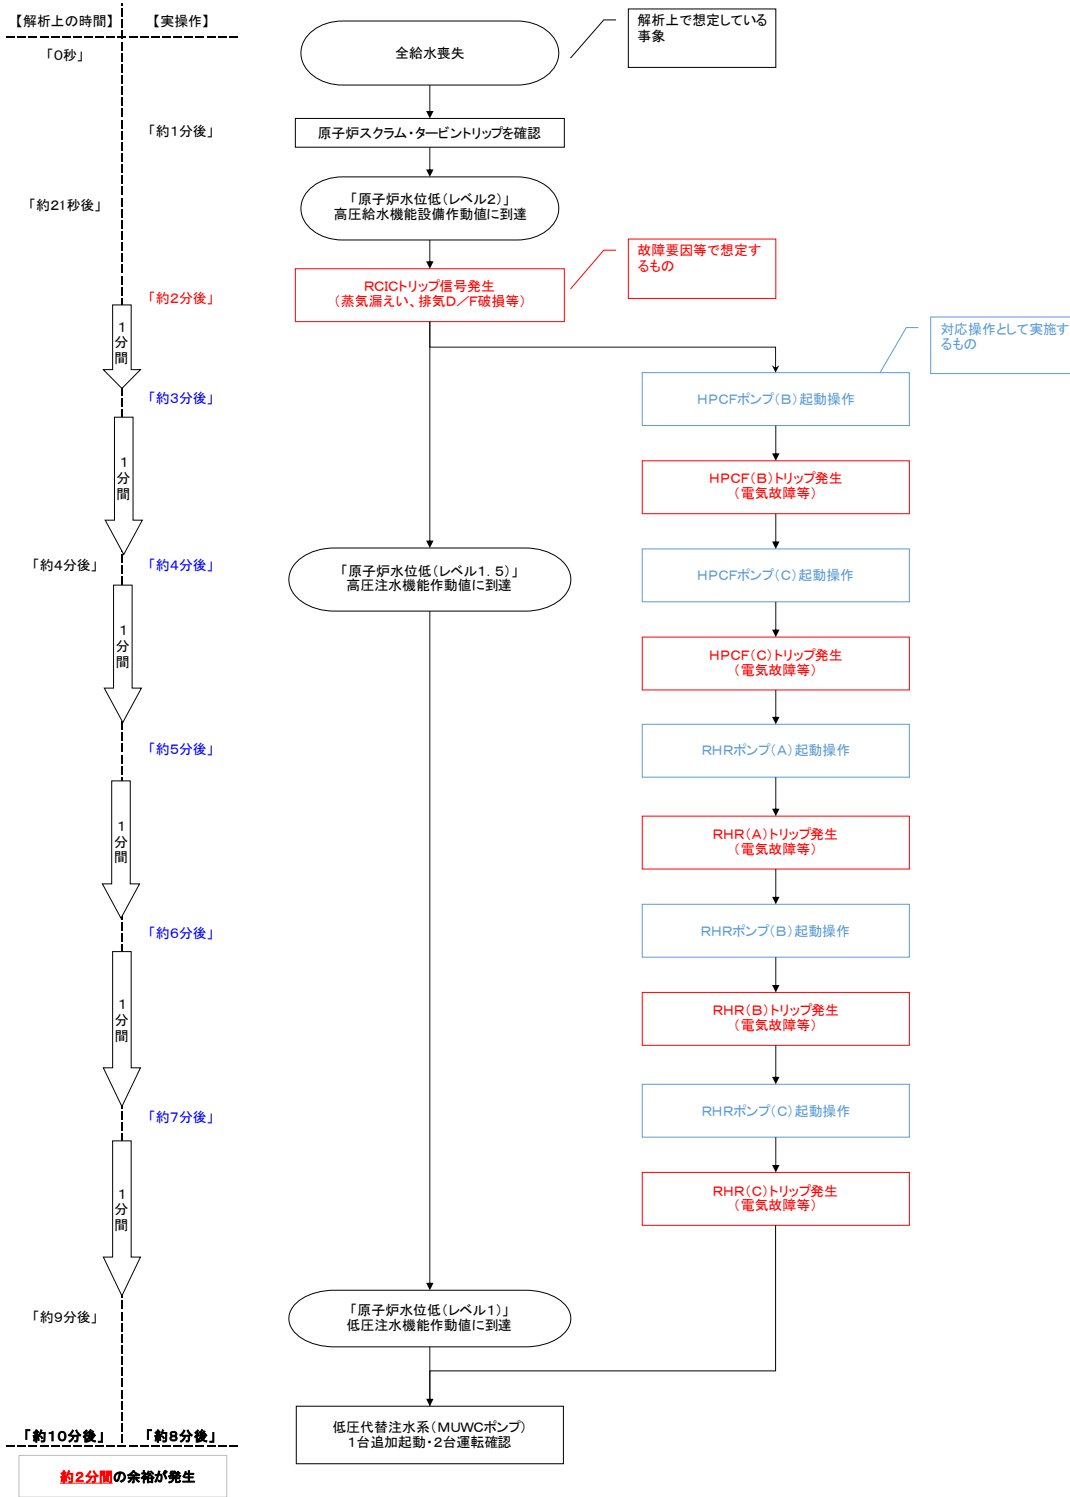 【解析上の時間】
【実操作】
「0秒」
全給水喪失
解析上で想定している
事象
「約1分後」
原子炉スクラム・タービントリップを確認
「約21秒後」
「原子炉水位低(レベル2)」
高圧給水機能設備作動値に到達
故障要因等で想定す
るもの
「約2分後」
RCICトリップ信号発生
(蒸気漏えい、排気D/F破損等)
1
分
間
対応操作として実施す
るもの
「約3分後」
HPCFポンプ(B)起動操作
1
分
間
HPCF(B)トリップ発生
(電気故障等)
「約4分後」
「約4分後」
「原子炉水位低(レベル1.5)」
高圧注水機能作動値に到達
HPCFポンプ(C)起動操作
1
分
間
HPCF(C)トリップ発生
(電気故障等)
「約5分後」
RHRポンプ(A)起動操作
1
分
間
RHR(A)トリップ発生
(電気故障等)
「約6分後」
RHRポンプ(B)起動操作
1
分
間
RHR(B)トリップ発生
(電気故障等)
「約7分後」
RHRポンプ(C)起動操作
1
分
間
RHR(C)トリップ発生
(電気故障等)
「約9分後」
「原子炉水位低(レベル1)」
低圧注水機能作動値に到達
「約10分後」
「約8分後」
低圧代替注水系(MUWCポンプ)
1台追加起動・2台運転確認
約2分間の余裕が発生